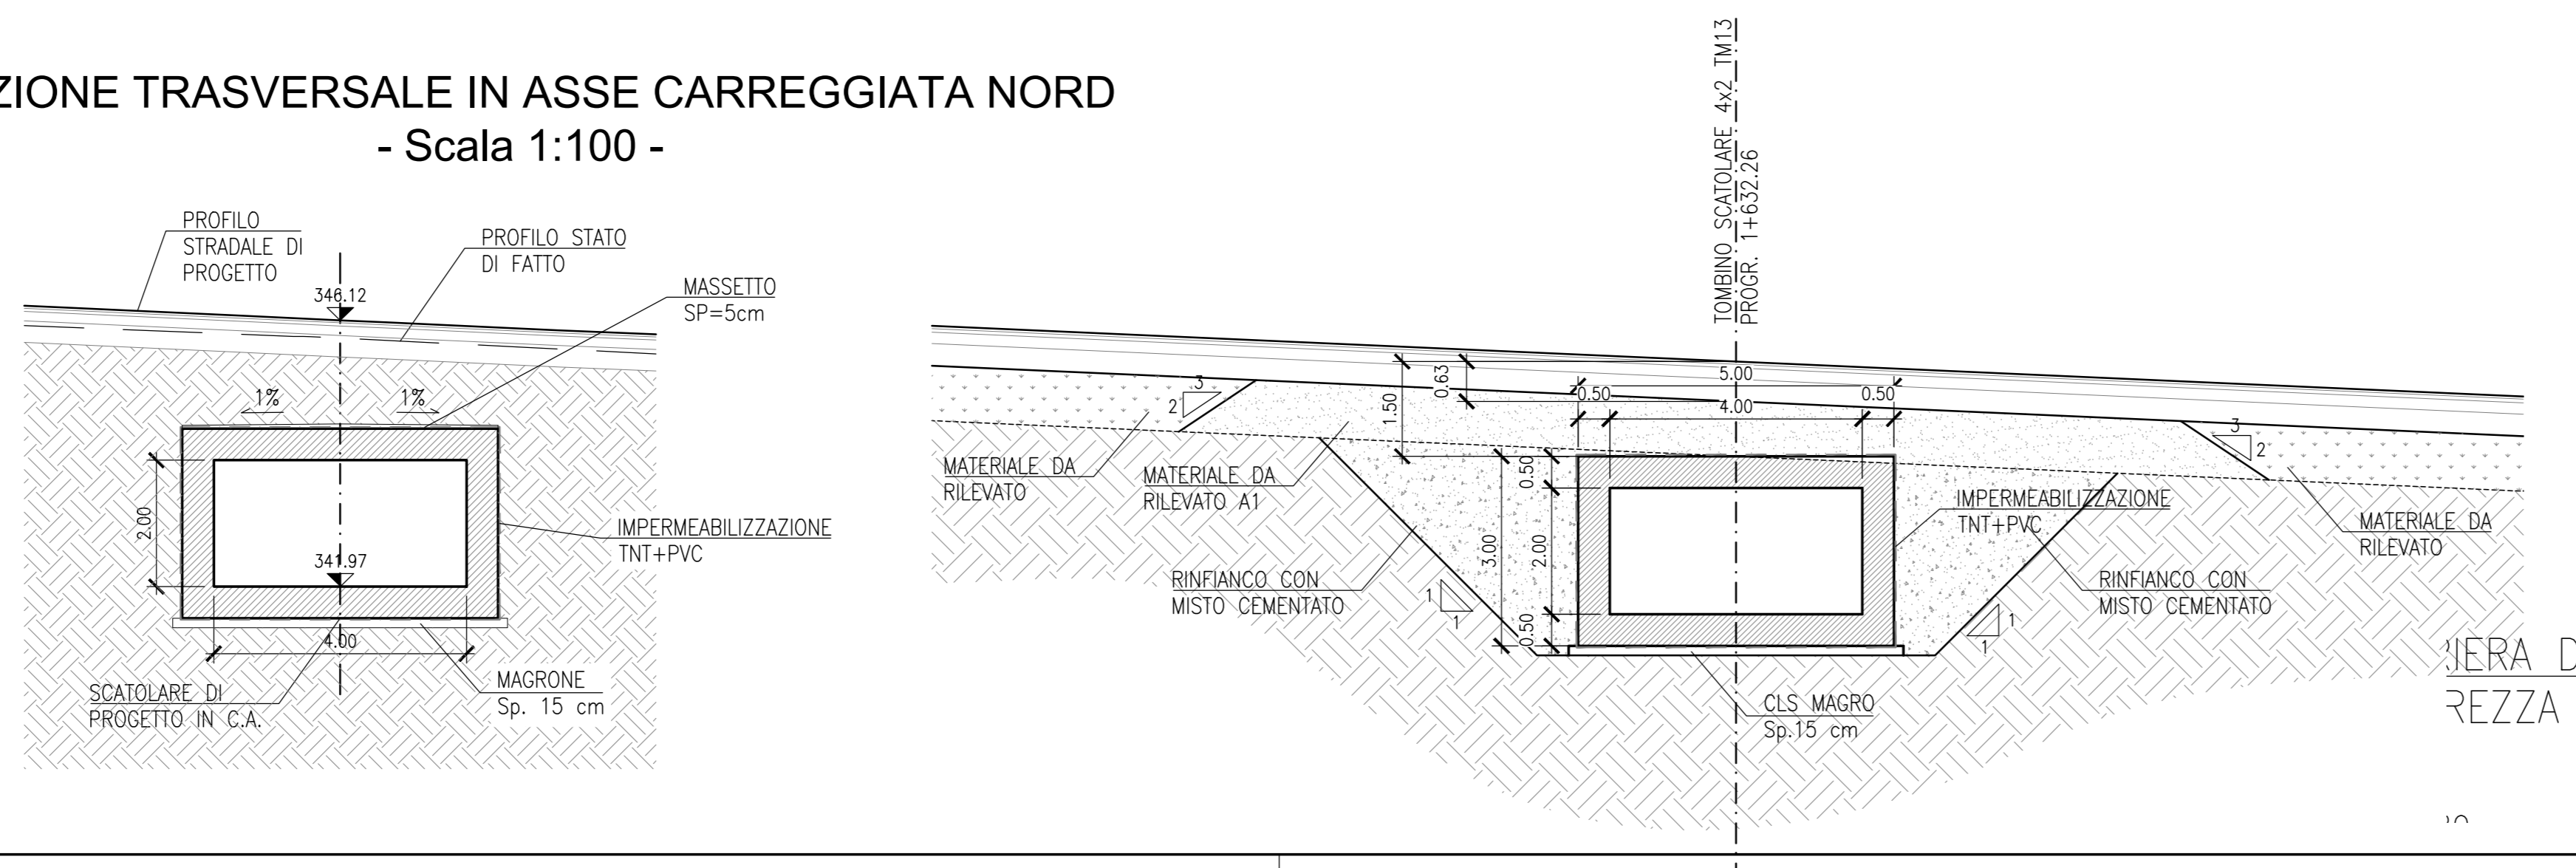 ZIONE TRASVERSALE IN ASSE CARREGGIATA NORD
- Scala 1:100 -
PROFILO
STRADALE DI
PROGETTO
PROFILO STATO
DI FATTO
MASSETTO
SP=5cm
346.12
1%
1%
2.00
341.97
IMPERMEABILIZZAZIONE
TNT+PVC
4.00
SCATOLARE DI
PROGETTO IN C.A.
MAGRONE
Sp. 15 cm
TOMBINO SCATOLARE 4x2 TM13
PROGR. 1+632.26
5.00
0.50
0.50
4.00
0.63
1.50
3
2
3
2
MATERIALE DA
RILEVATO
MATERIALE DA
RILEVATO A1
0.50
3.00
2.00
0.50
IMPERMEABILIZZAZIONE
TNT+PVC
MATERIALE DA
RILEVATO
RINFIANCO CON
MISTO CEMENTATO
1
1
RINFIANCO CON
MISTO CEMENTATO
1
1
CLS MAGRO
Sp.15 cm
IERA D
REZZA